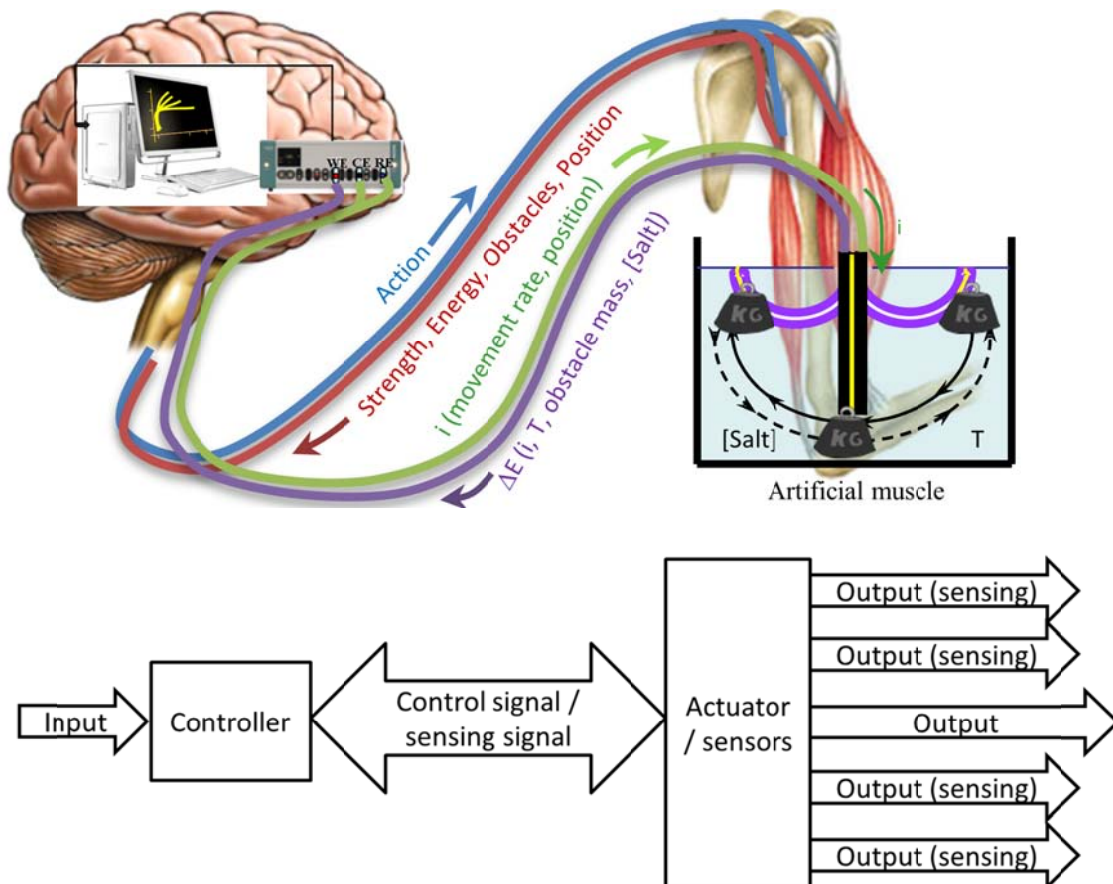 WE CE RE
Action
Strength, Energy, Obstacles, Position
i (movement rate, position)
ΔE (i, T, obstacle mass, [Salt])
i
KG
KG
KG
[Salt]
T
Artificial muscle
Input
Controller
Control signal /
sensing signal
Actuator
/ sensors
Output (sensing)
Output (sensing)
Output
Output (sensing)
Output (sensing)